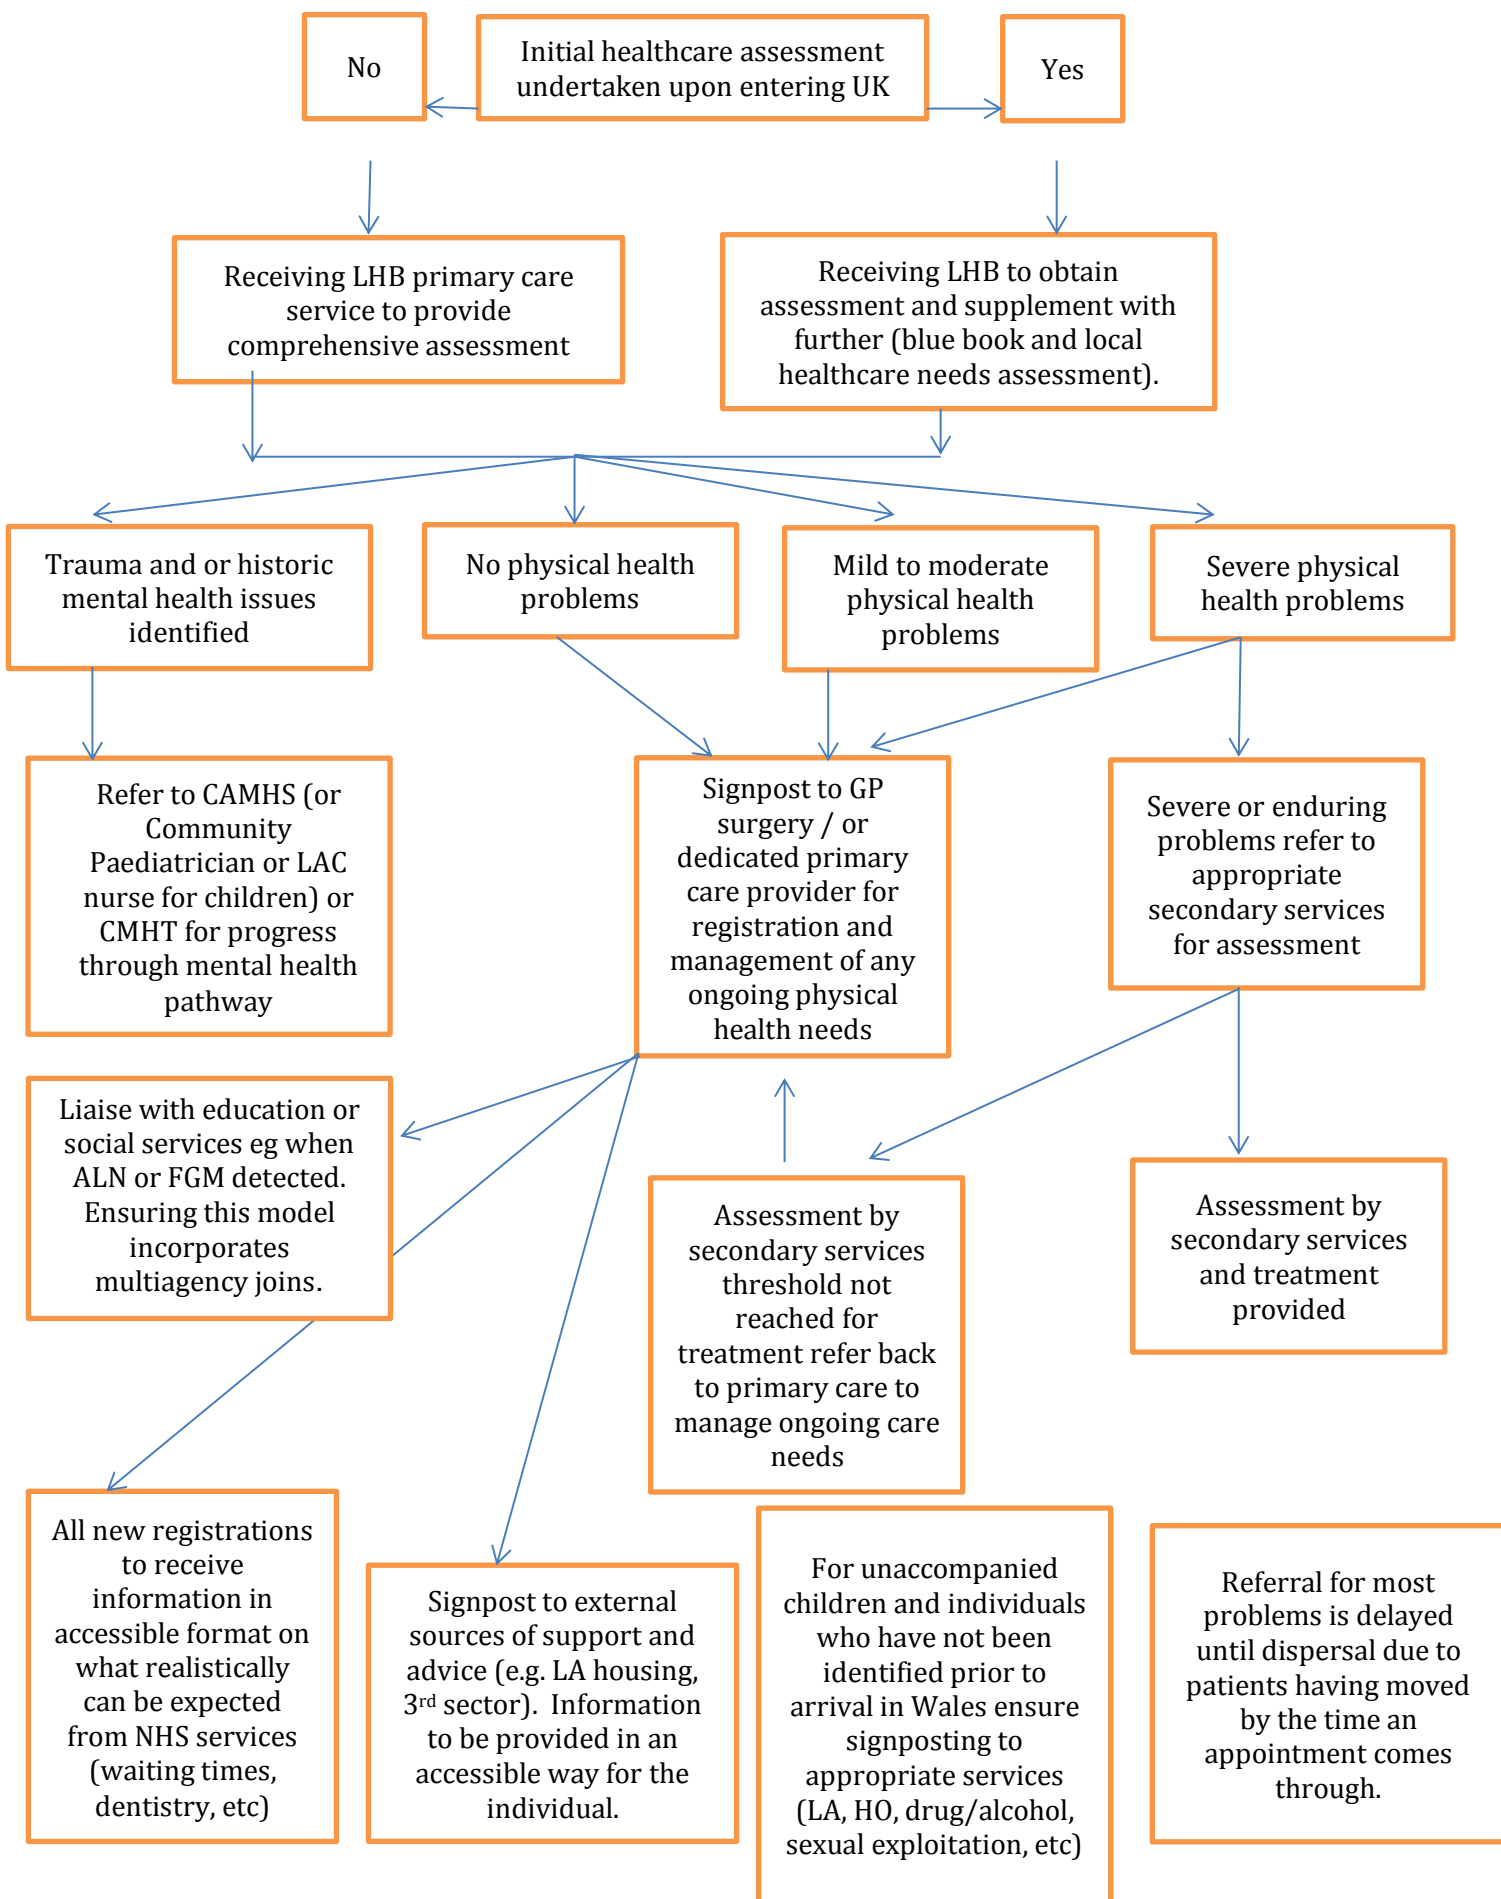 No
Initial healthcare assessment
undertaken upon entering UK
Yes
Receiving LHB primary care
service to provide
comprehensive assessment
Receiving LHB to obtain
assessment and supplement with
further (blue book and local
healthcare needs assessment).
Trauma and or historic
mental health issues
identified
No physical health
problems
Mild to moderate
physical health
problems
Severe physical
health problems
Refer to CAMHS (or
Community
Paediatrician or LAC
nurse for children) or
CMHT for progress
through mental health
pathway
Signpost to GP
surgery / or
dedicated primary
care provider for
registration and
management of any
ongoing physical
health needs
Severe or enduring
problems refer to
appropriate
secondary services
for assessment
Liaise with education or
social services eg when
ALN or FGM detected.
Ensuring this model
incorporates
multiagency joins.
Assessment by
secondary services
threshold not
reached for
treatment refer back
to primary care to
manage ongoing care
needs
Assessment by
secondary services
and treatment
provided
All new registrations
to receive
information in
accessible format on
what realistically
can be expected
from NHS services
(waiting times,
dentistry, etc)
Signpost to external
sources of support and
advice (e.g. LA housing,
3rd sector).  Information
to be provided in an
accessible way for the
individual.
For unaccompanied
children and individuals
who have not been
identified prior to
arrival in Wales ensure
signposting to
appropriate services
(LA, HO, drug/alcohol,
sexual exploitation, etc)
Referral for most
problems is delayed
until dispersal due to
patients having moved
by the time an
appointment comes
through.